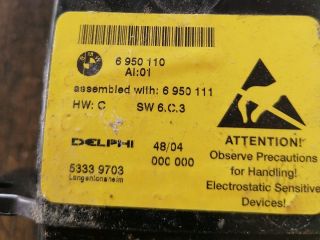 BMW
6 950 110
AI:01
assembled with: 6 950 111
HW: C SW 6.C.3
DELPHI 48/04
5333 9703 000 000
Langenlonsheim
ATTENTION!
Observe Precautions
for Handling!
Electrostatic Sensitive
Devices!